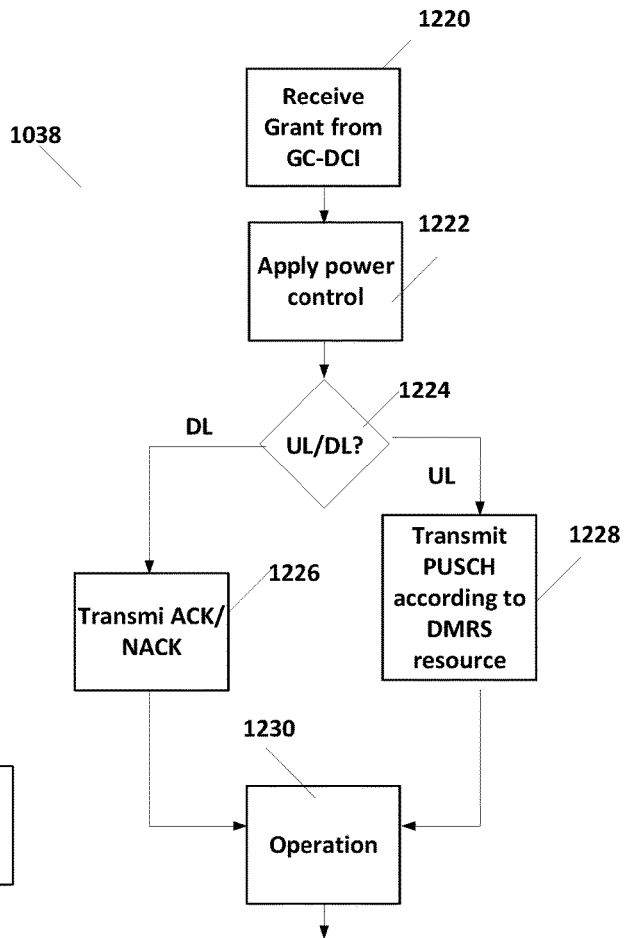 1220
Receive
Grant from
GC-DCI
1038
1222
Apply power
control
1224
DL
UL/DL?
UL
Transmit
PUSCH
according to
DMRS
resource
1228
1226
Transmi ACK/
NACK
1230
Operation